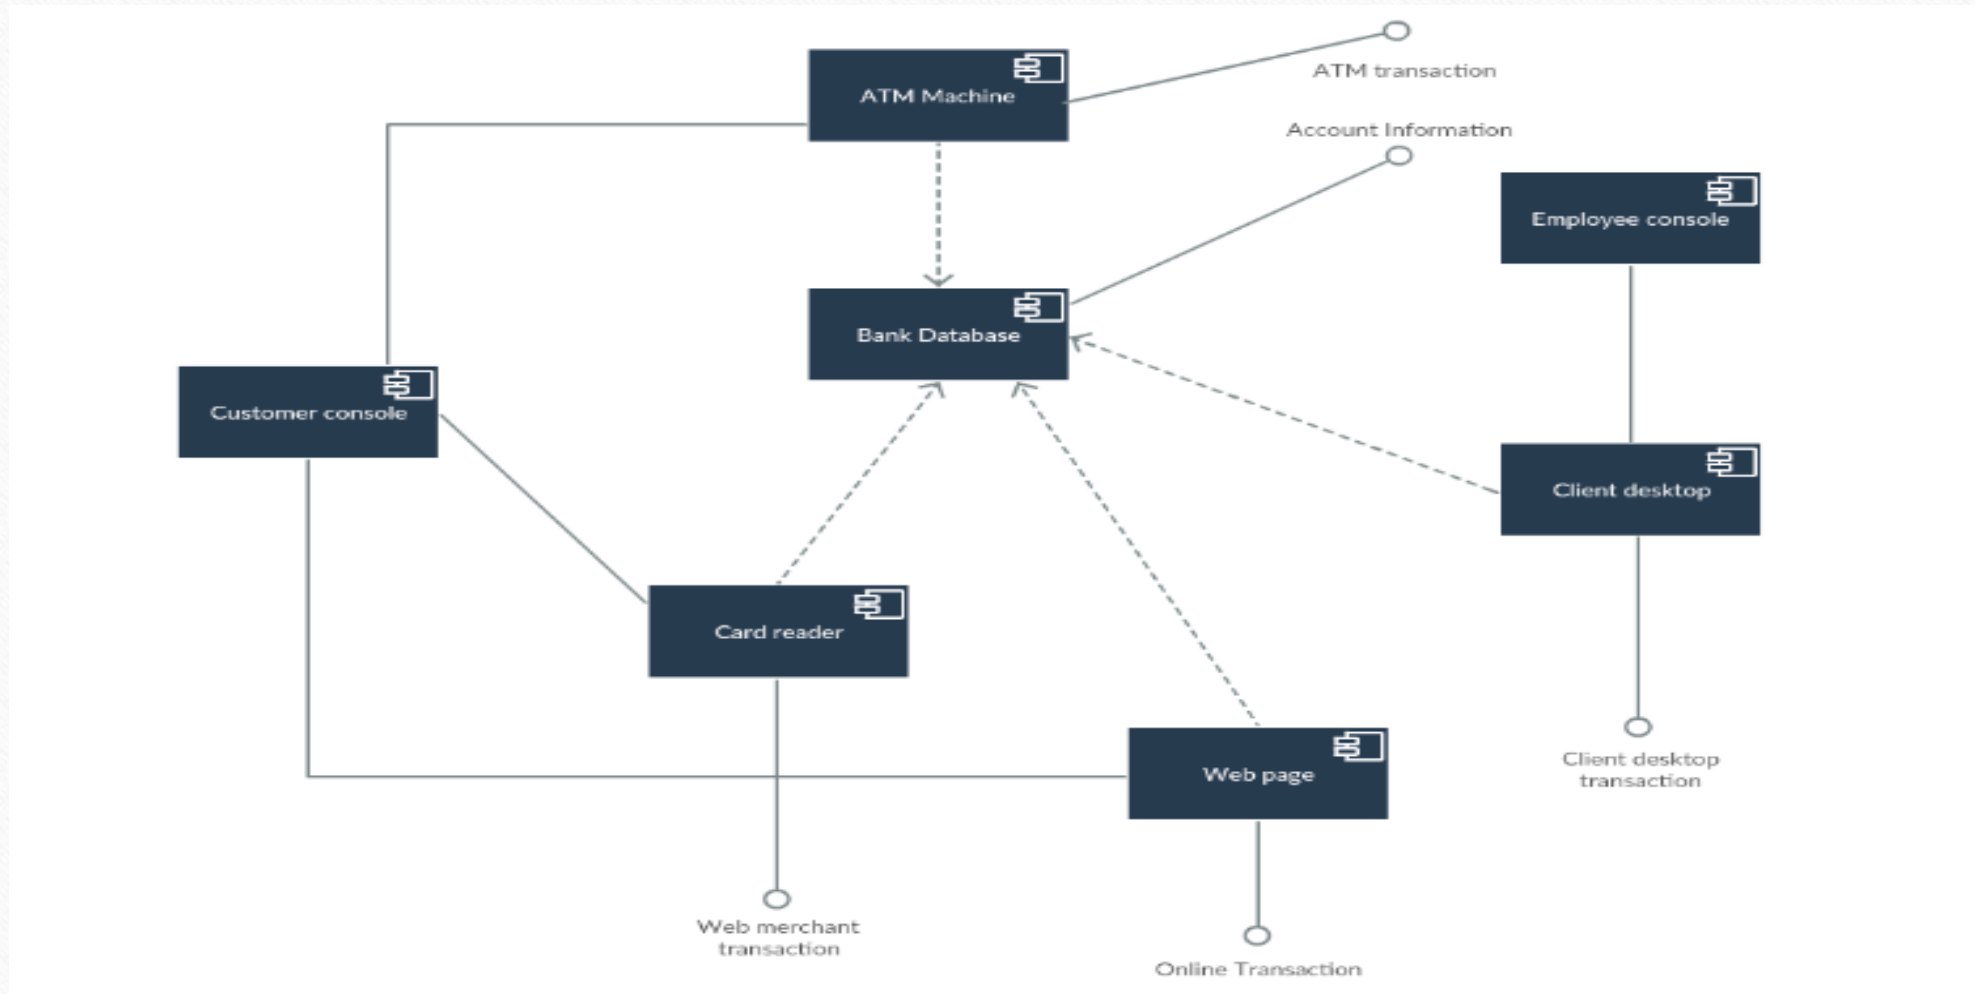 ATM Machine
ATM transaction
Account Information
Employee console
Bank Database
Customer console
Client desktop
Card reader
Web page
Client desktop
transaction
Web merchant
transaction
Online Transaction